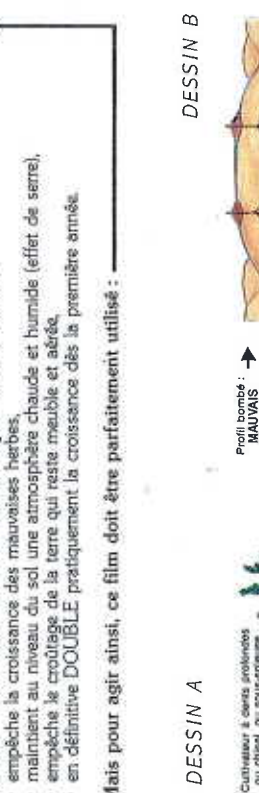 empêche la croissance des mauvaises herbes,
maintient au niveau du sol une atmosphère chaude et humide (effet de serre),
empêche le croûtage de la terre qui reste meuble et aérée,
en définitive DOUBLE pratiquement la croissance dès la première année.
Mais pour agir ainsi, ce film doit être parfaitement utilisé :
DESSIN A
DESSIN B
Cultivateur à dents profondes
Profil bombé :
MAUVAIS